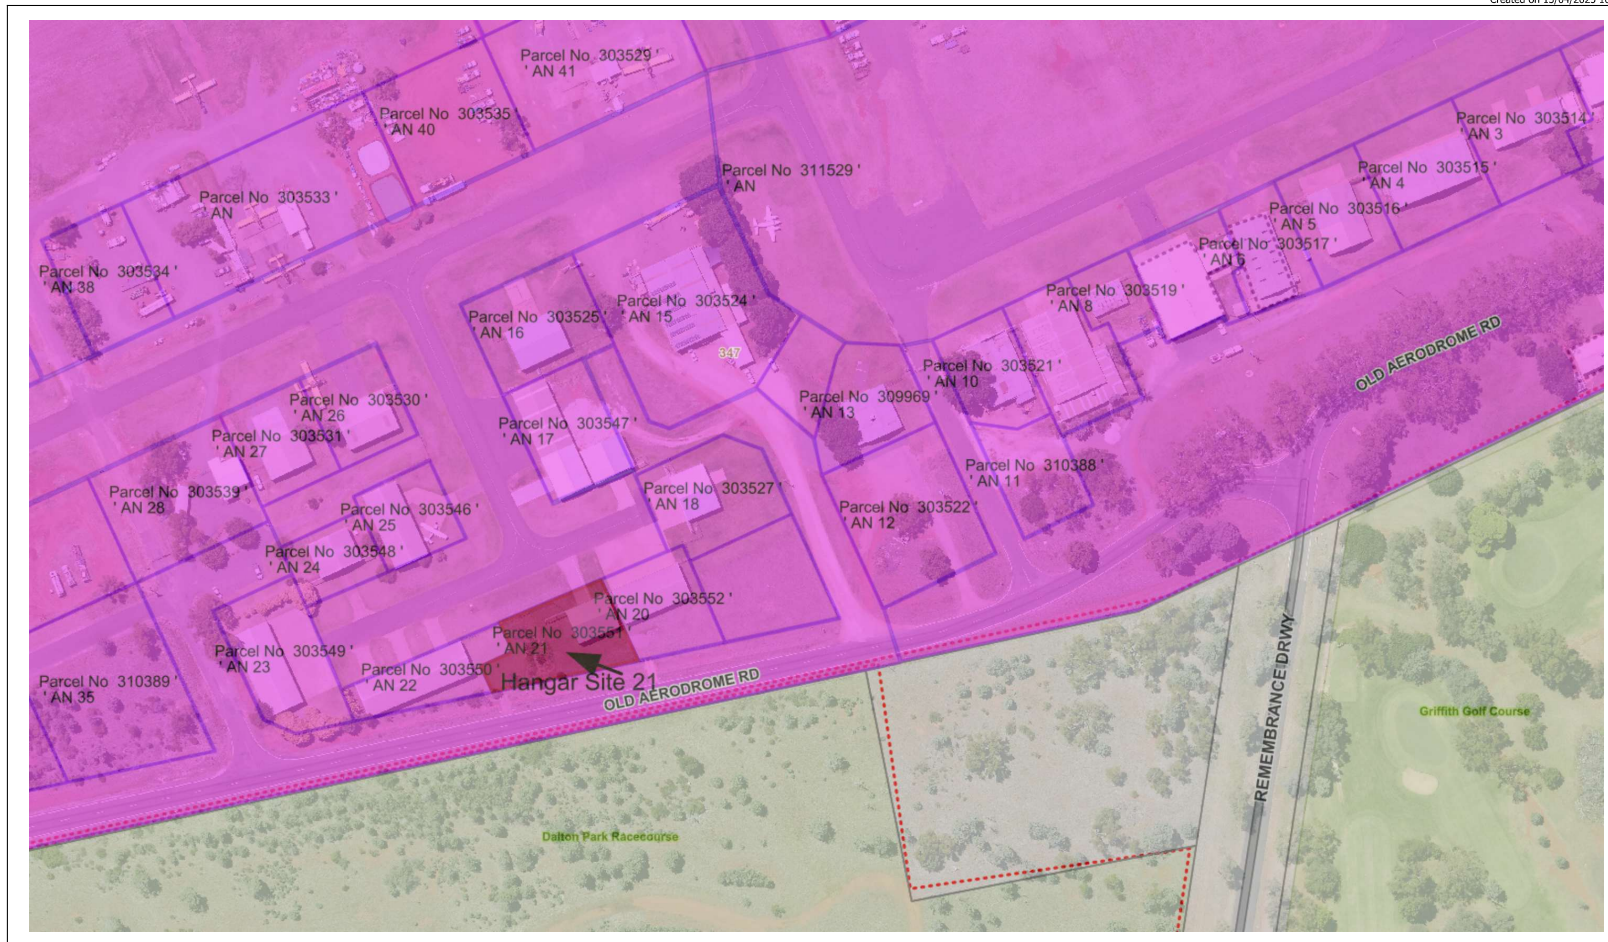 Parcel No 303529 '
' AN 41
Parcel No 303535 '
' AN 40
Parcel No 303514 '
' AN 3
Parcel No 311529 '
' AN
Parcel No 303515 '
' AN 4
Parcel No 303533 '
' AN
Parcel No 303516 '
' AN 5
Parcel No 303517 '
' AN 6
Parcel No 303534 '
' AN 38
Parcel No 303519 '
' AN 8
Parcel No 303524 '
' AN 15
Parcel No 303525 '
' AN 16
347
OLD AERODROME RD
Parcel No 303521 '
' AN 10
Parcel No 309969 '
' AN 13
Parcel No 303530 '
' AN 26
Parcel No 303547 '
' AN 17
Parcel No 303531 '
' AN 27
Parcel No 310388 '
' AN 11
Parcel No 303539 '
' AN 28
Parcel No 303527 '
' AN 18
Parcel No 303546 '
' AN 25
Parcel No 303522 '
' AN 12
Parcel No 303548 '
' AN 24
Parcel No 303552 '
' AN 20
Parcel No 303551 '
' AN 21
Parcel No 303549 '
' AN 23
Parcel No 303550 '
' AN 22
Parcel No 310389 '
' AN 35
Hangar Site 21
OLD AERODROME RD
REMEMBRANCE DRWY
Griffith Golf Course
Dalton Park Racecourse